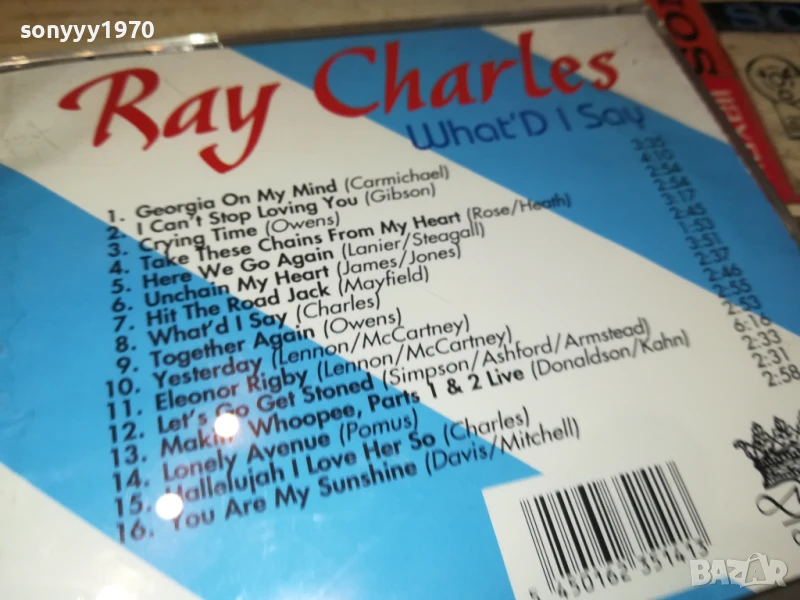 sonyyy1970
Ray Charles
What'D I Say
1. Georgia On My Mind (Carmichael) 3:35
2. I Can't Stop Loving You (Gibson) 4:10
3. Crying Time (Owens) 2:54
4. Take These Chains From My Heart (Rose/Heath) 2:54
5. Here We Go Again (Lanier/Steagall) 3:17
6. Unchain My Heart (James/Jones) 2:45
7. Hit The Road Jack (Mayfield) 1:53
8. What'd I Say (Charles) 3:51
9. Together Again (Owens) 2:37
10. Yesterday (Lennon/McCartney) 2:46
11. Eleonor Rigby (Lennon/McCartney) 2:55
12. Let's Go Get Stoned (Simpson/Ashford/Armstead) 2:53
13. Makin' Whoopee, Parts 1 & 2 Live (Donaldson/Kahn) 6:16
14. Lonely Avenue (Pomus) 2:33
15. Hallelujah I Love Her So (Charles) 2:31
16. You Are My Sunshine (Davis/Mitchell) 2:58
5 450162 351413
BAZAR